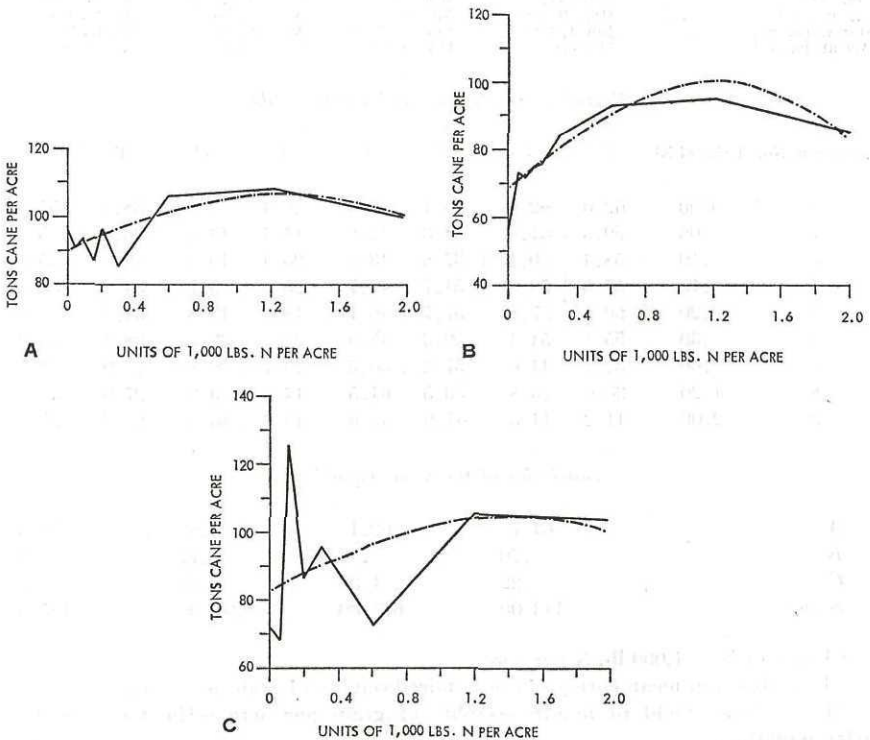 TONS CANE PER ACRE
120
100
80
0 0.4 0.8 1.2 1.6 2.0
A UNITS OF 1,000 LBS. N PER ACRE
TONS CANE PER ACRE
120
100
80
60
40
0 0.4 0.8 1.2 1.6 2.0
B UNITS OF 1,000 LBS. N PER ACRE
TONS CANE PER ACRE
140
120
100
80
60
0 0.4 0.8 1.2 1.6 2.0
C UNITS OF 1,000 LBS. N PER ACRE